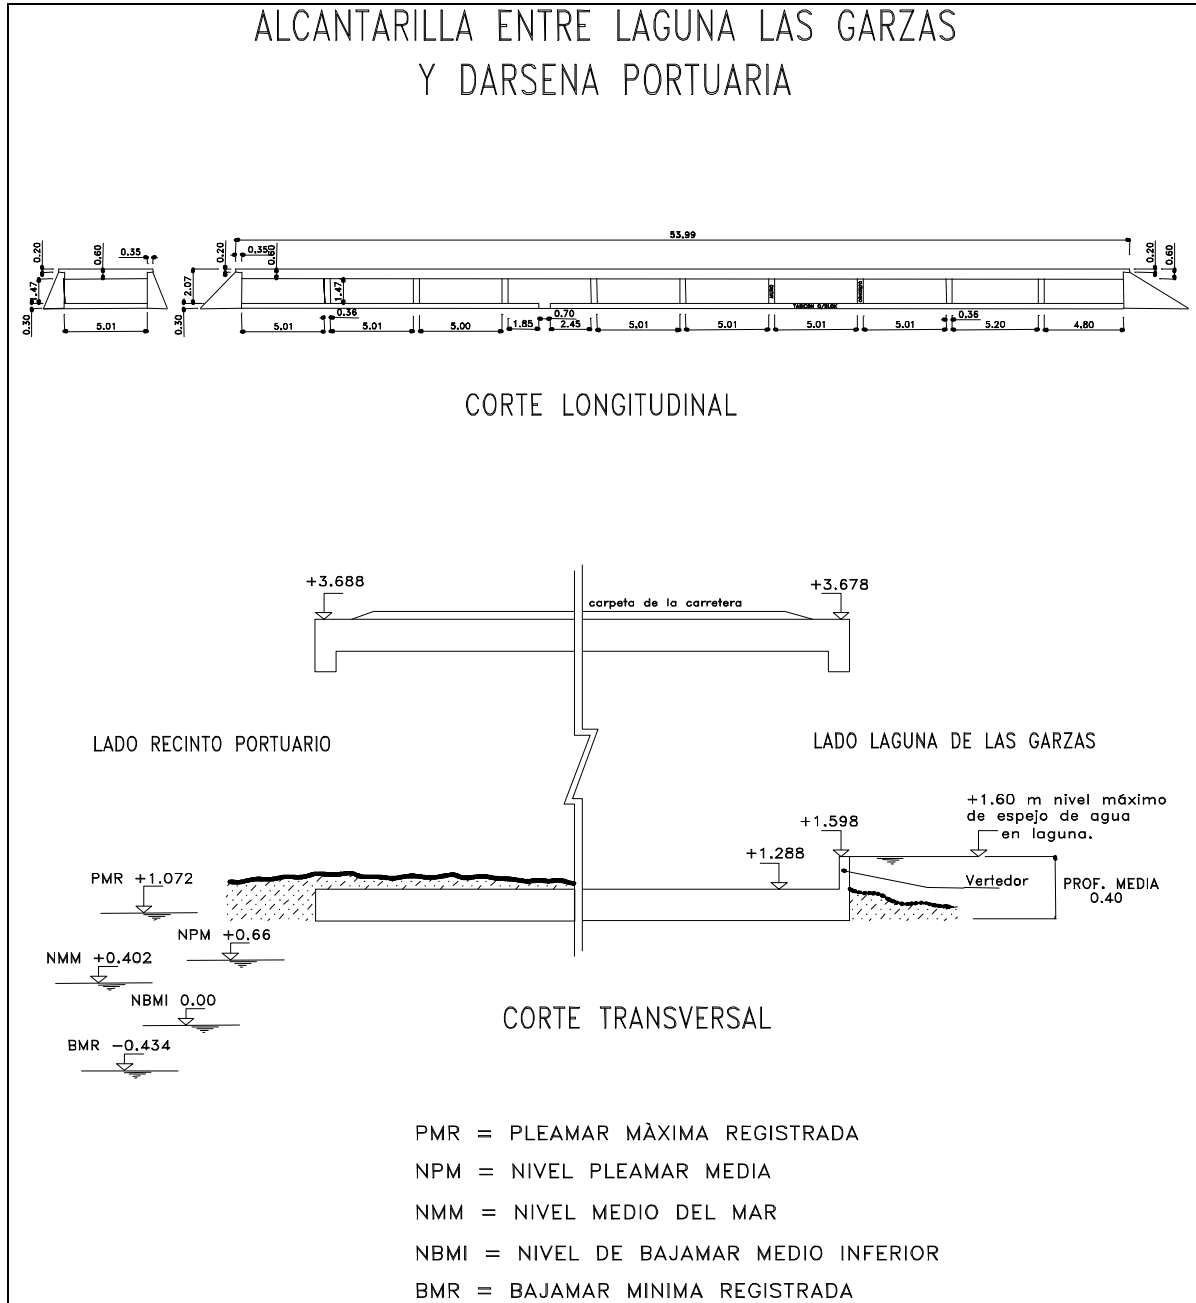 ALCANTARILLA ENTRE LAGUNA LAS GARZAS
Y DARSENA PORTUARIA
53.99
0.20
0.60
0.35
0.20
0.35
0.60
0.20
0.60
1.47
2.07
1.47
MURO
CONCRETO
TABICON O/BLOK
0.30
0.30
0.36
0.70
0.36
5.01
5.01
5.01
5.00
1.85
2.45
5.01
5.01
5.01
5.01
5.20
4.80
CORTE LONGITUDINAL
+3.688
carpeta de la carretera
+3.678
LADO RECINTO PORTUARIO
LADO LAGUNA DE LAS GARZAS
+1.60 m nivel máximo
de espejo de agua
en laguna.
+1.598
+1.288
PMR +1.072
Vertedor
PROF. MEDIA
0.40
NPM +0.66
NMM +0.402
NBMI 0.00
BMR -0.434
CORTE TRANSVERSAL
PMR = PLEAMAR MÀXIMA REGISTRADA
NPM = NIVEL PLEAMAR MEDIA
NMM = NIVEL MEDIO DEL MAR
NBMI = NIVEL DE BAJAMAR MEDIO INFERIOR
BMR = BAJAMAR MINIMA REGISTRADA